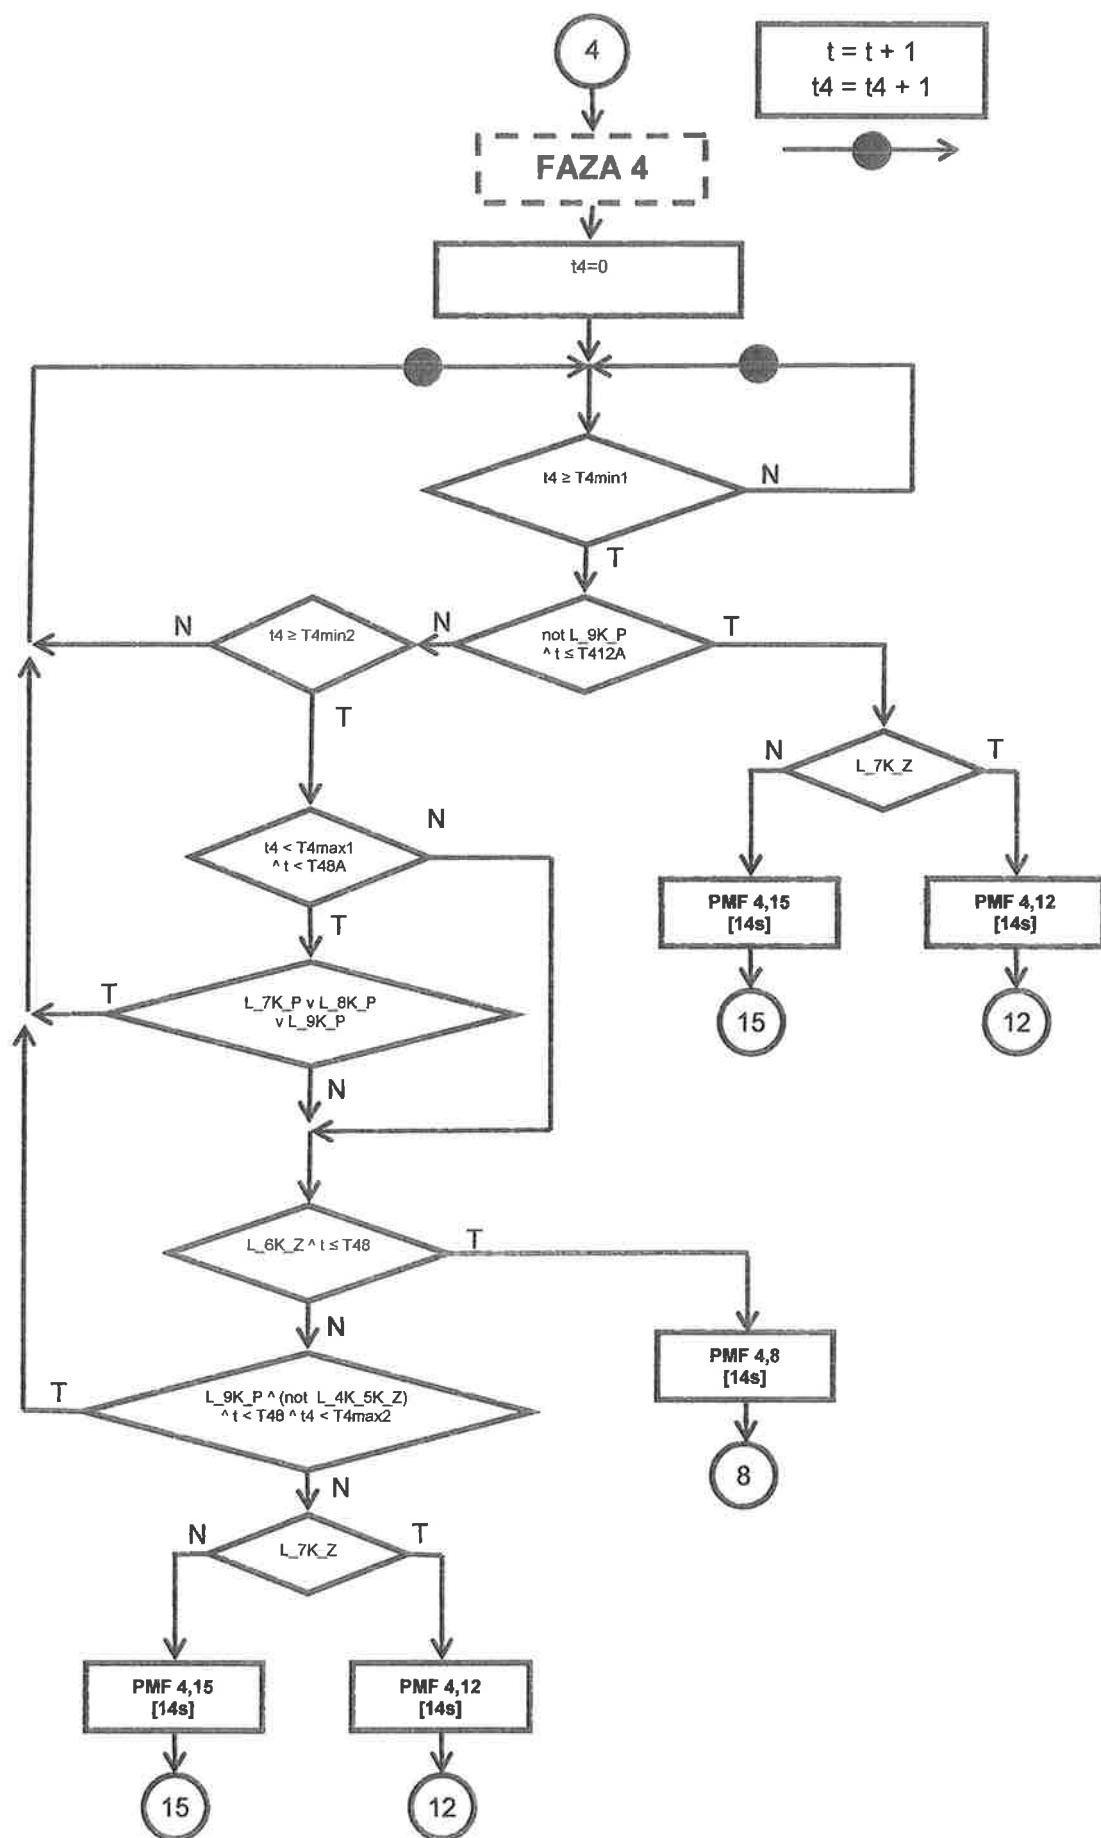 4
t = t + 1
t4 = t4 + 1
FAZA 4
t4=0
t4 ≥ T4min1
N
T
not L_9K_P
^ t ≤ T412A
N
T
t4 ≥ T4min2
N
T
L_7K_Z
N
T
t4 < T4max1
^ t < T48A
N
T
PMF 4,15
[14s]
PMF 4,12
[14s]
15
12
L_7K_P v L_8K_P
v L_9K_P
T
N
L_6K_Z ^ t ≤ T48
T
N
PMF 4,8
[14s]
8
L_9K_P ^ (not L_4K_5K_Z)
^ t < T48 ^ t4 < T4max2
T
N
L_7K_Z
N
T
PMF 4,15
[14s]
PMF 4,12
[14s]
15
12